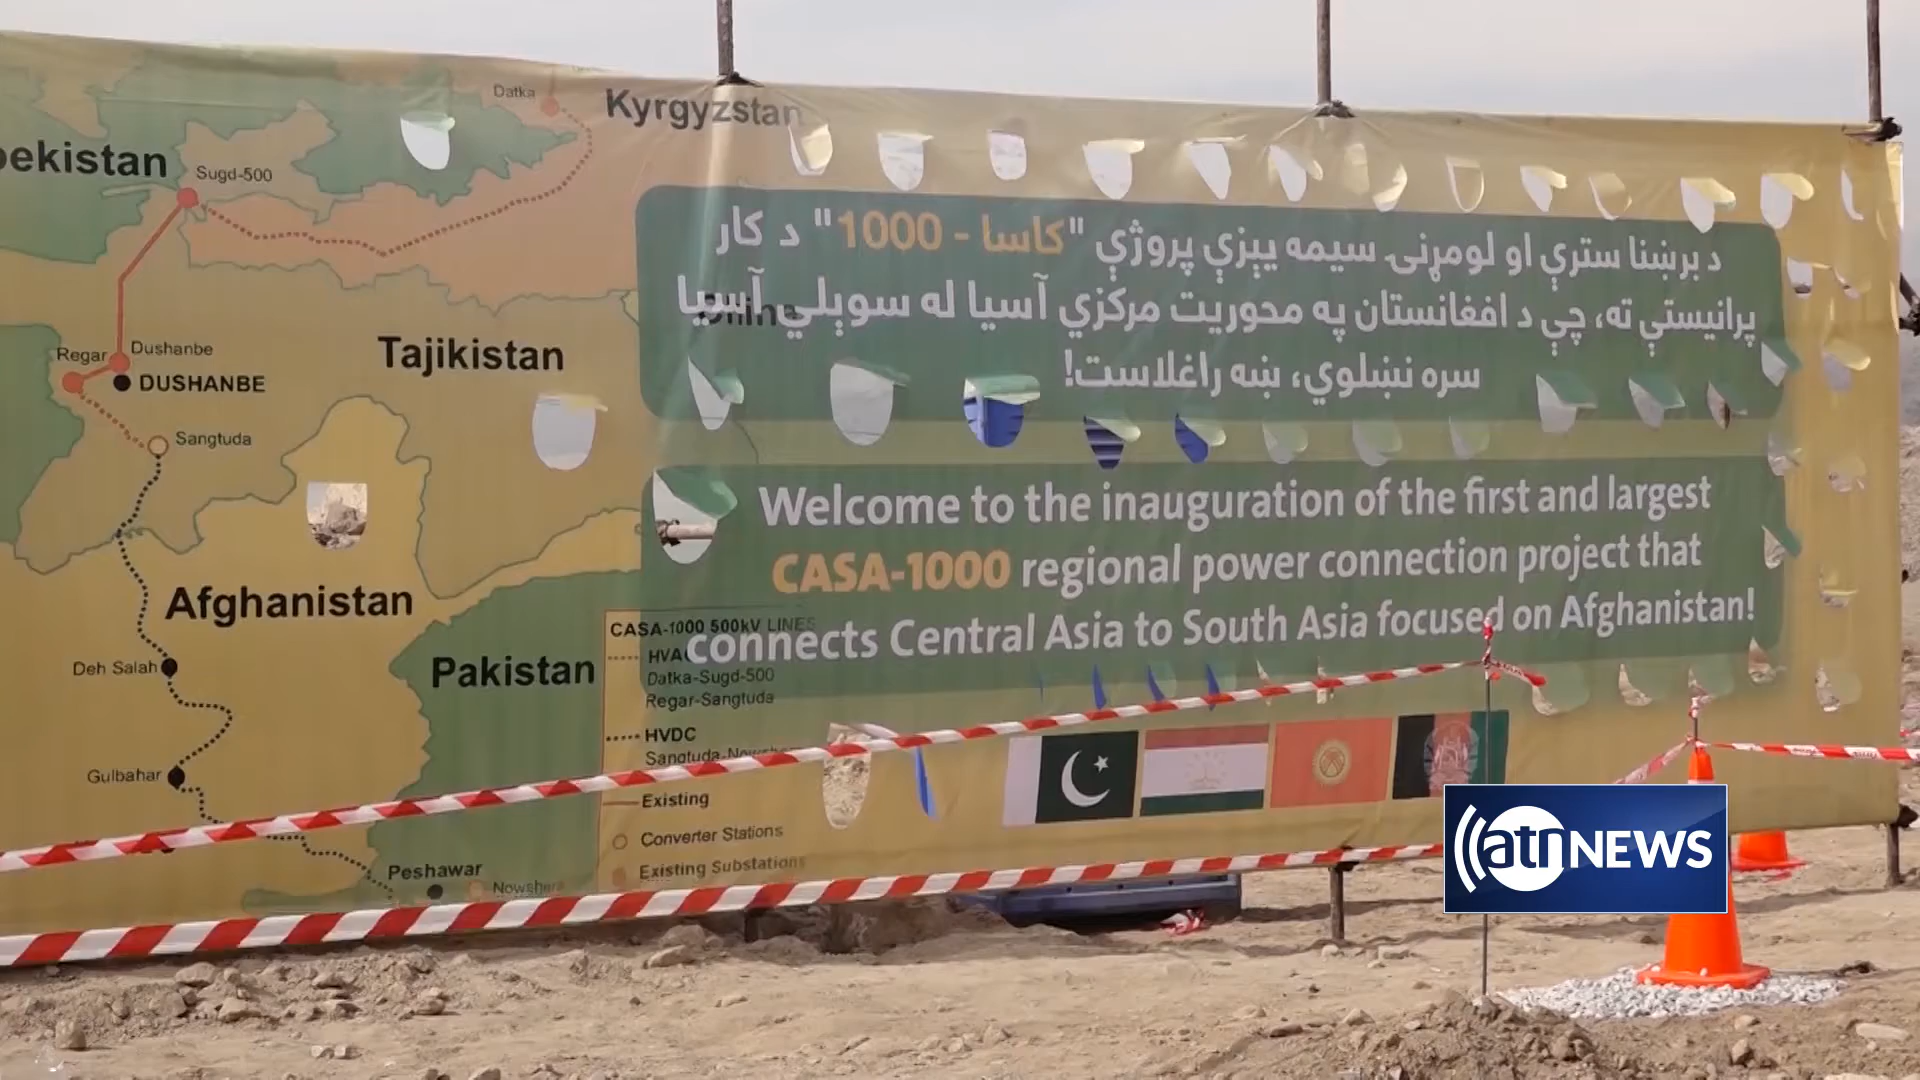 Datka
Kyrgyzstan
bekistan
Sugd-500
Regar
Dushanbe
DUSHANBE
Tajikistan
Sangtuda
Afghanistan
Deh Salah
Pakistan
Gulbahar
Peshawar
Nowshera
CASA-1000 500kV LINES
HVAC
Datka-Sugd-500
Regar-Sangtuda
HVDC
Sangtuda-Nowshera
Existing
Converter Stations
Existing Substations
د برېښنا سترې او لومړنۍ سیمه ییزې پروژې "کاسا - 1000" د کار
پرانیستې ته، چې د افغانستان په محوریت مرکزي آسیا له سوېلي آسیا
سره نښلوي، ښه راغلاست!
Welcome to the inauguration of the first and largest
CASA-1000 regional power connection project that
connects Central Asia to South Asia focused on Afghanistan!
atn NEWS